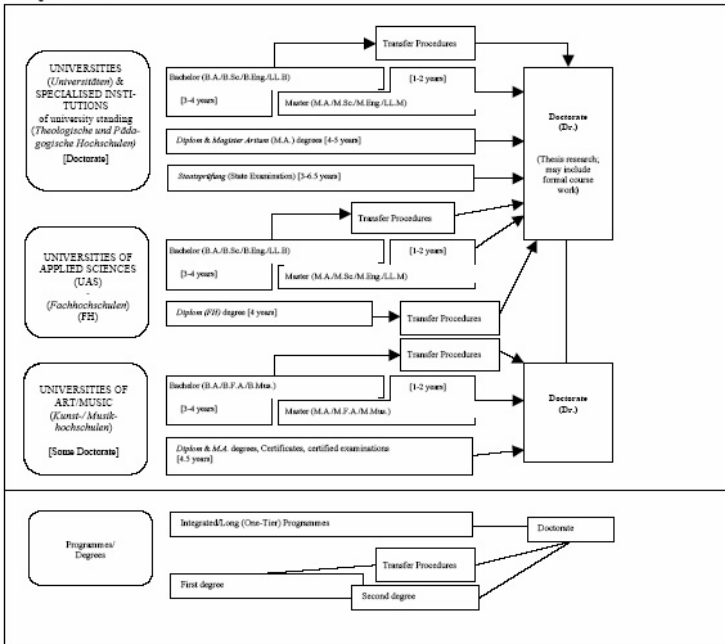 Transfer Procedures
UNIVERSITIES
(Universitäten) &
SPECIALISED INSTI-
TUTIONS
of university standing
(Theologische und Päda-
gogische Hochschulen)
[Doctorate]
Bachelor (B.A./B.Sc./B.Eng./LL.B)
[3-4 years]
[1-2 years]
Master (M.A./M.Sc./M.Eng./LL.M)
Diplom & Magister Artium (M.A.) degrees [4-5 years]
Staatsprüfung (State Examination) [3-6.5 years]
Doctorate
(Dr.)
(Thesis research;
may include
formal course
work)
Transfer Procedures
UNIVERSITIES OF
APPLIED SCIENCES
(UAS)
-
(Fachhochschulen)
(FH)
Bachelor (B.A./B.Sc./B.Eng./LL.B)
[3-4 years]
[1-2 years]
Master (M.A./M.Sc./M.Eng./LL.M)
Diplom (FH) degree [4 years]
Transfer Procedures
Transfer Procedures
UNIVERSITIES OF
ART/MUSIC
(Kunst-/ Musik-
hochschulen)
[Some Doctorate]
Bachelor (B.A./B.F.A./B.Mus.)
[3-4 years]
[1-2 years]
Master (M.A./M.F.A./M.Mus.)
Diplom & M.A. degrees, Certificates, certified examinations
[4.5 years]
Doctorate
(Dr.)
Programmes/
Degrees
Integrated/Long (One-Tier) Programmes
Doctorate
Transfer Procedures
First degree
Second degree